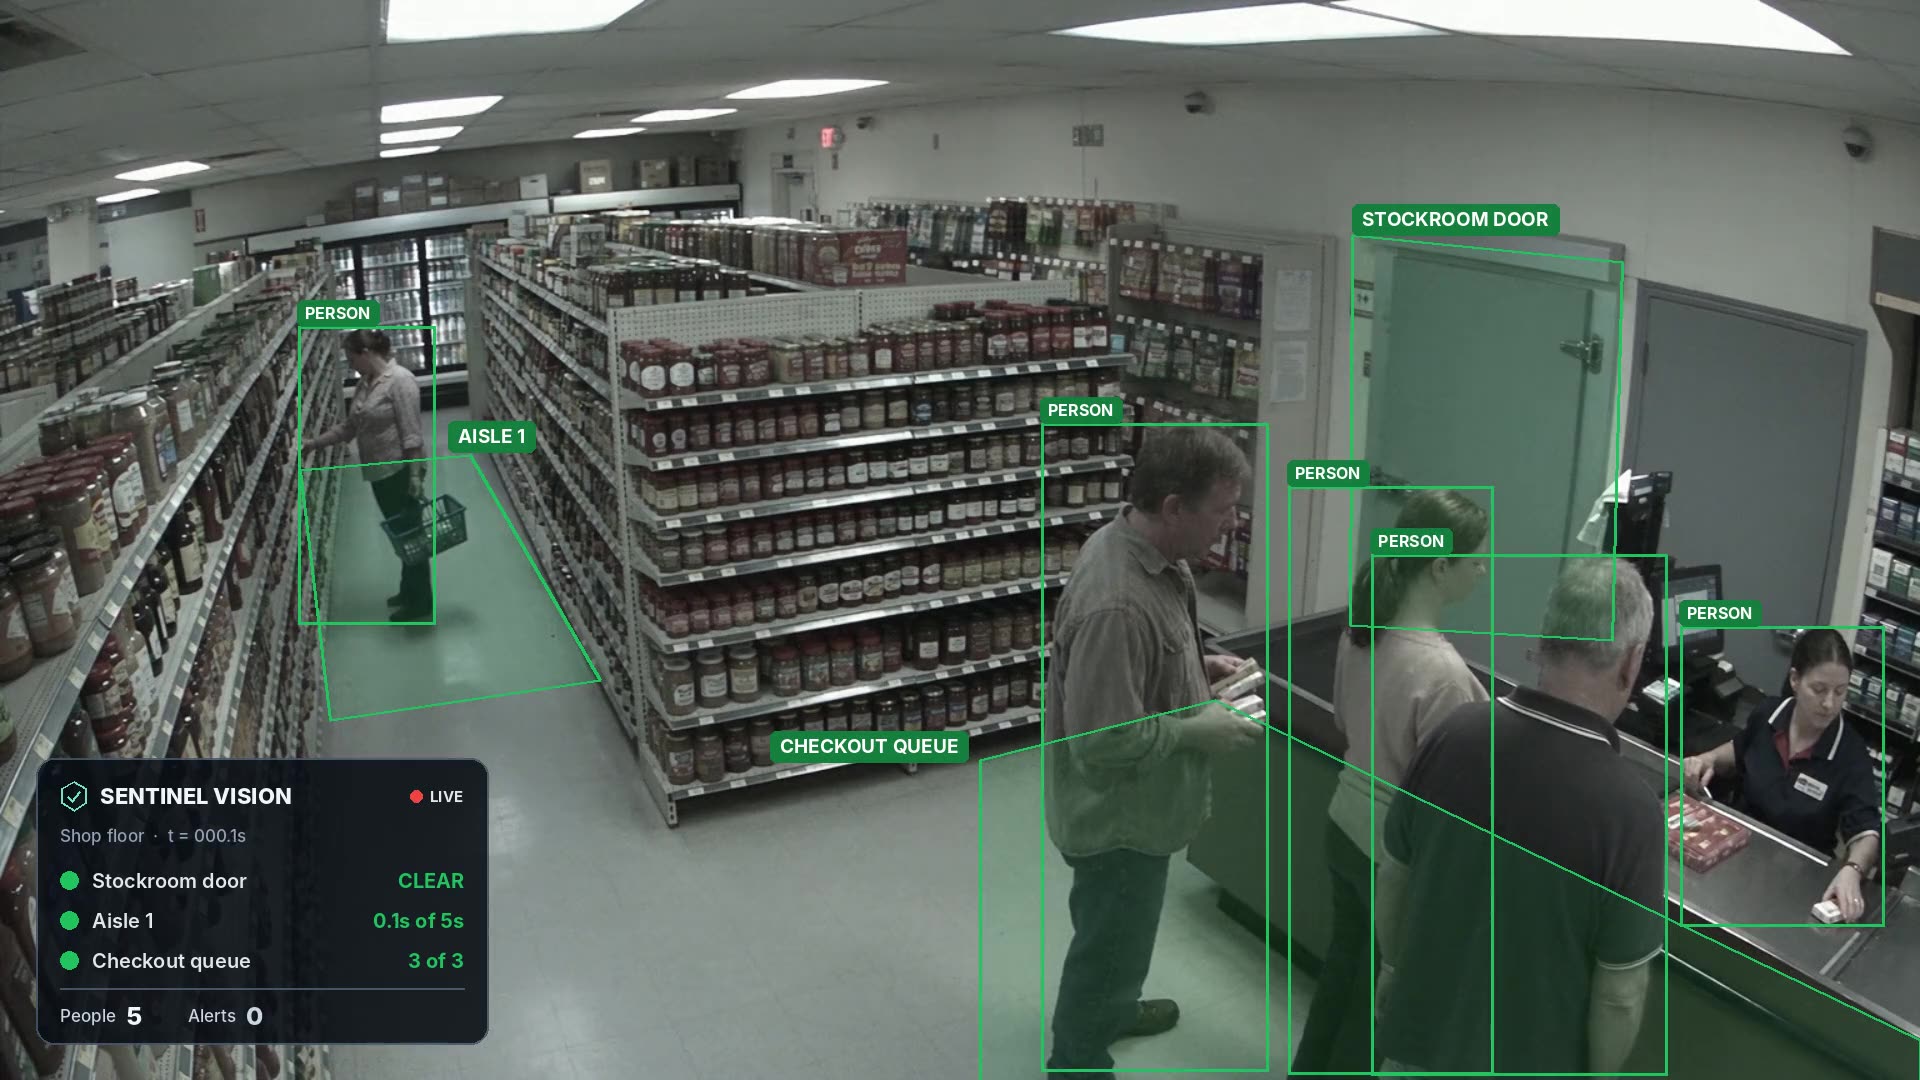 STOCKROOM DOOR
PERSON
AISLE 1
PERSON
PERSON
PERSON
PERSON
CHECKOUT QUEUE
SENTINEL VISION
LIVE
Shop floor · t = 000.1s
Stockroom door CLEAR
Aisle 1 0.1s of 5s
Checkout queue 3 of 3
People 5 Alerts 0